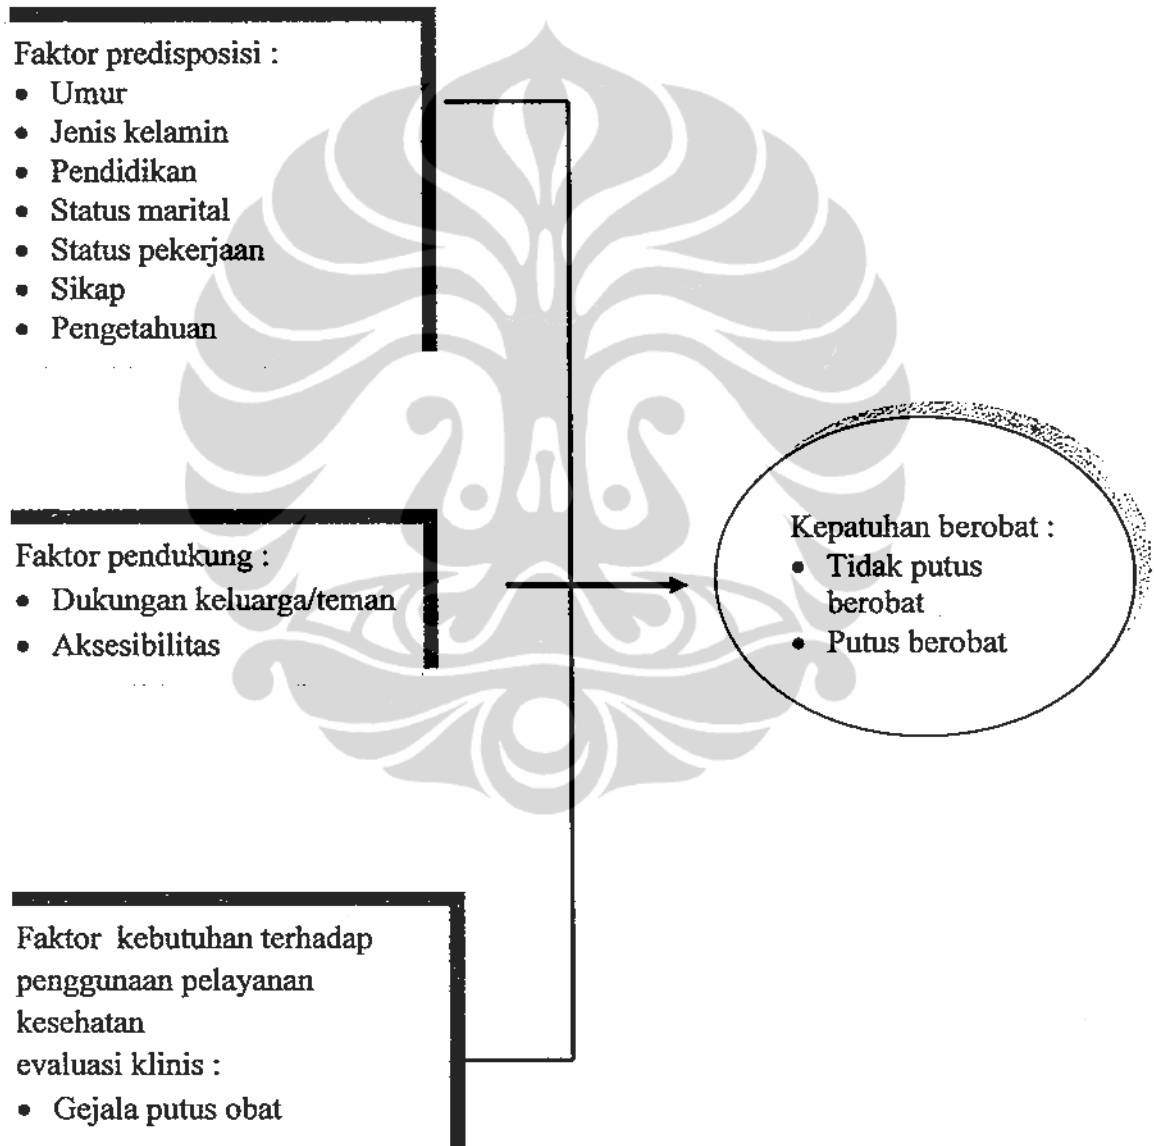 Faktor predisposisi :
• Umur
• Jenis kelamin
• Pendidikan
• Status marital
• Status pekerjaan
• Sikap
• Pengetahuan
Faktor pendukung :
• Dukungan keluarga/teman
• Aksesibilitas
Kepatuhan berobat :
• Tidak putus
berobat
• Putus berobat
Faktor kebutuhan terhadap
penggunaan pelayanan
kesehatan
evaluasi klinis :
• Gejala putus obat